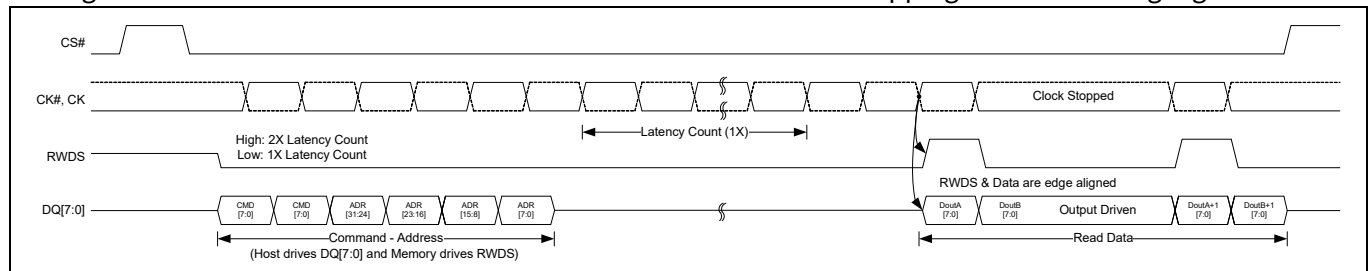 CS#
CK#, CK
Clock Stopped
Latency Count (1X)
High: 2X Latency Count
Low: 1X Latency Count
RWDS
RWDS & Data are edge aligned
DQ[7:0]
CMD [7:0]
CMD [7:0]
ADR [31:24]
ADR [23:16]
ADR [15:8]
ADR [7:0]
DoutA [7:0]
DoutB [7:0]
Output Driven
DoutA+1 [7:0]
DoutB+1 [7:0]
Command - Address
(Host drives DQ[7:0] and Memory drives RWDS)
Read Data